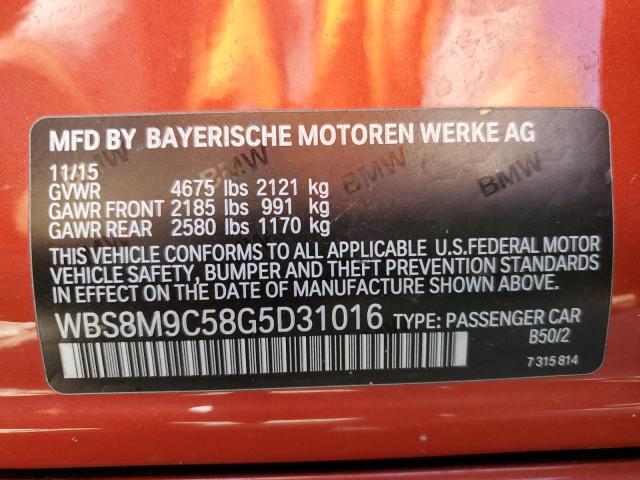 MFD BY BAYERISCHE MOTOREN WERKE AG
11/15
GVWR 4675 lbs 2121 kg
GAWR FRONT 2185 lbs 991 kg
GAWR REAR 2580 lbs 1170 kg
THIS VEHICLE CONFORMS TO ALL APPLICABLE U.S.FEDERAL MOTOR
VEHICLE SAFETY, BUMPER AND THEFT PREVENTION STANDARDS
IN EFFECT ON THE DATE OF MANUFACTURE SHOWN ABOVE.
WBS8M9C58G5D31016 TYPE: PASSENGER CAR
B50/2
7 315 814
BMW
BMW
BMW